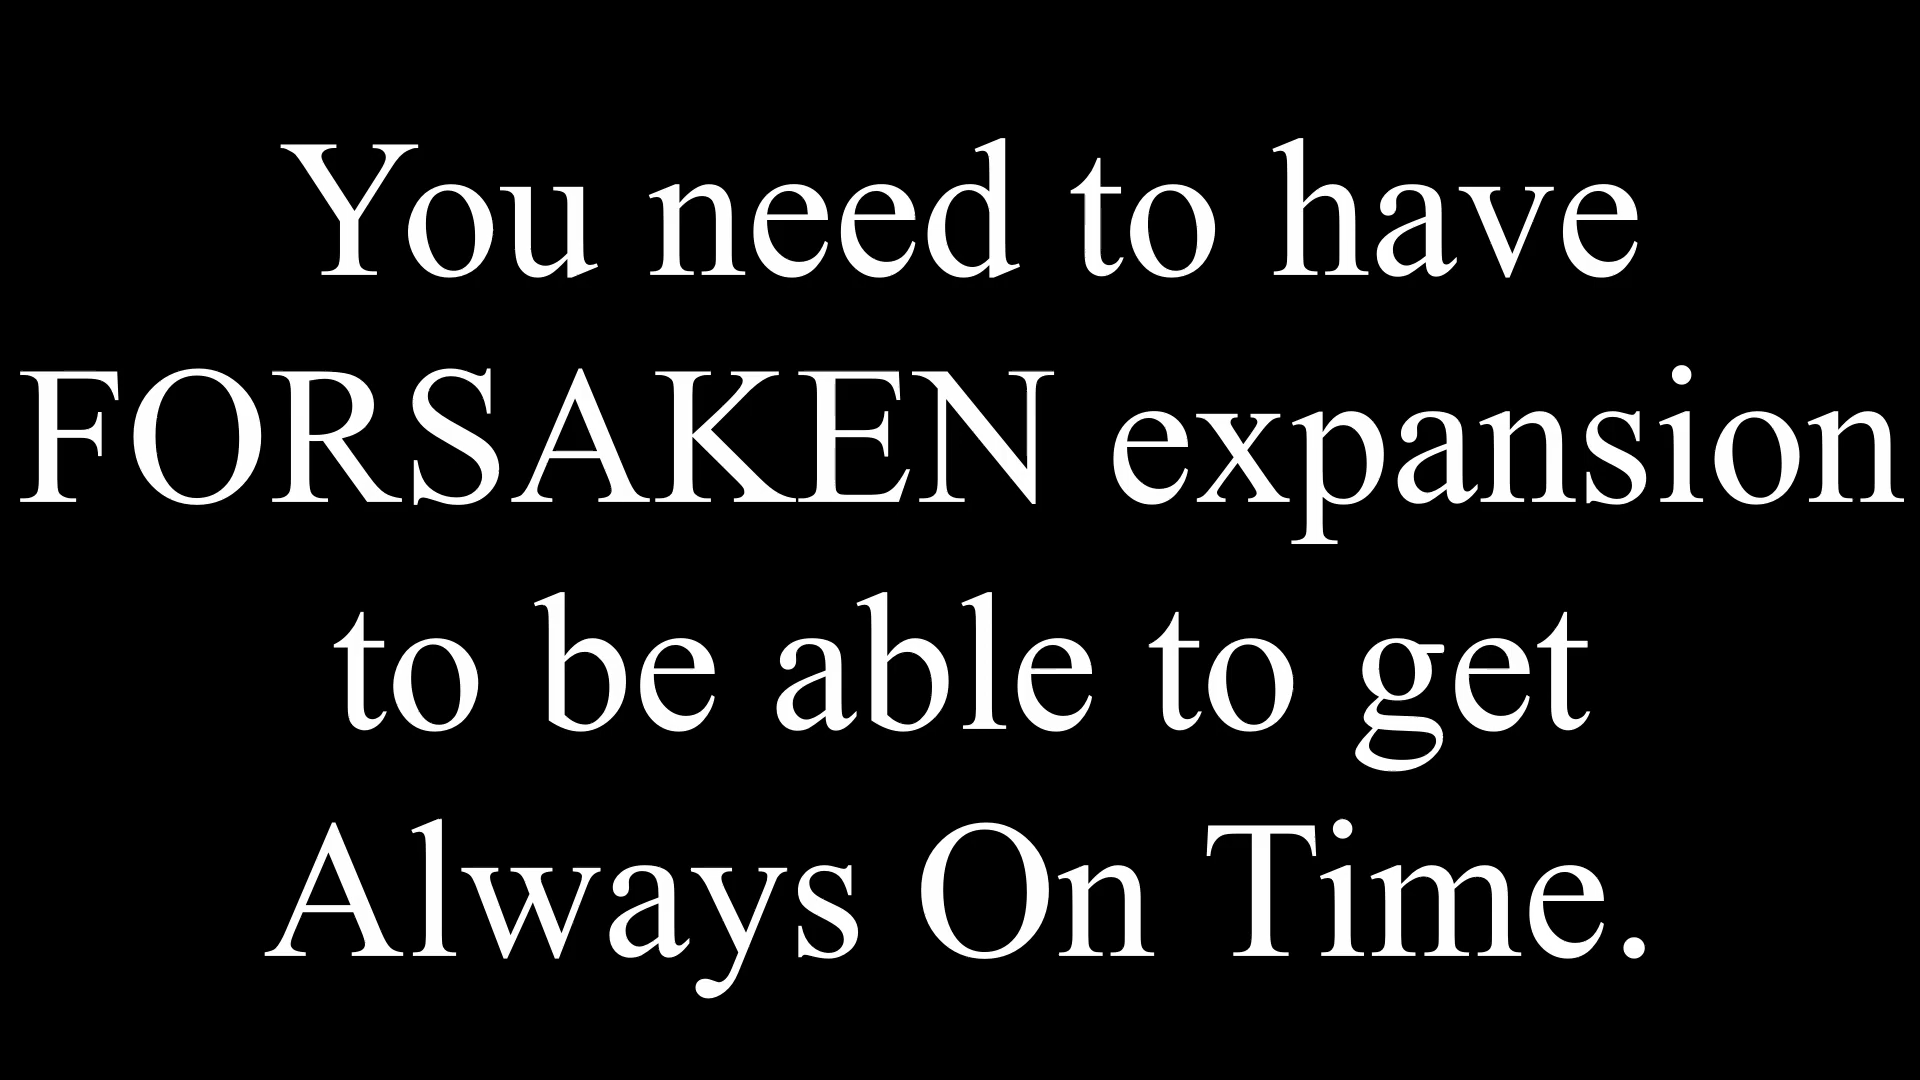 You need to have
FORSAKEN expansion
to be able to get
Always On Time.